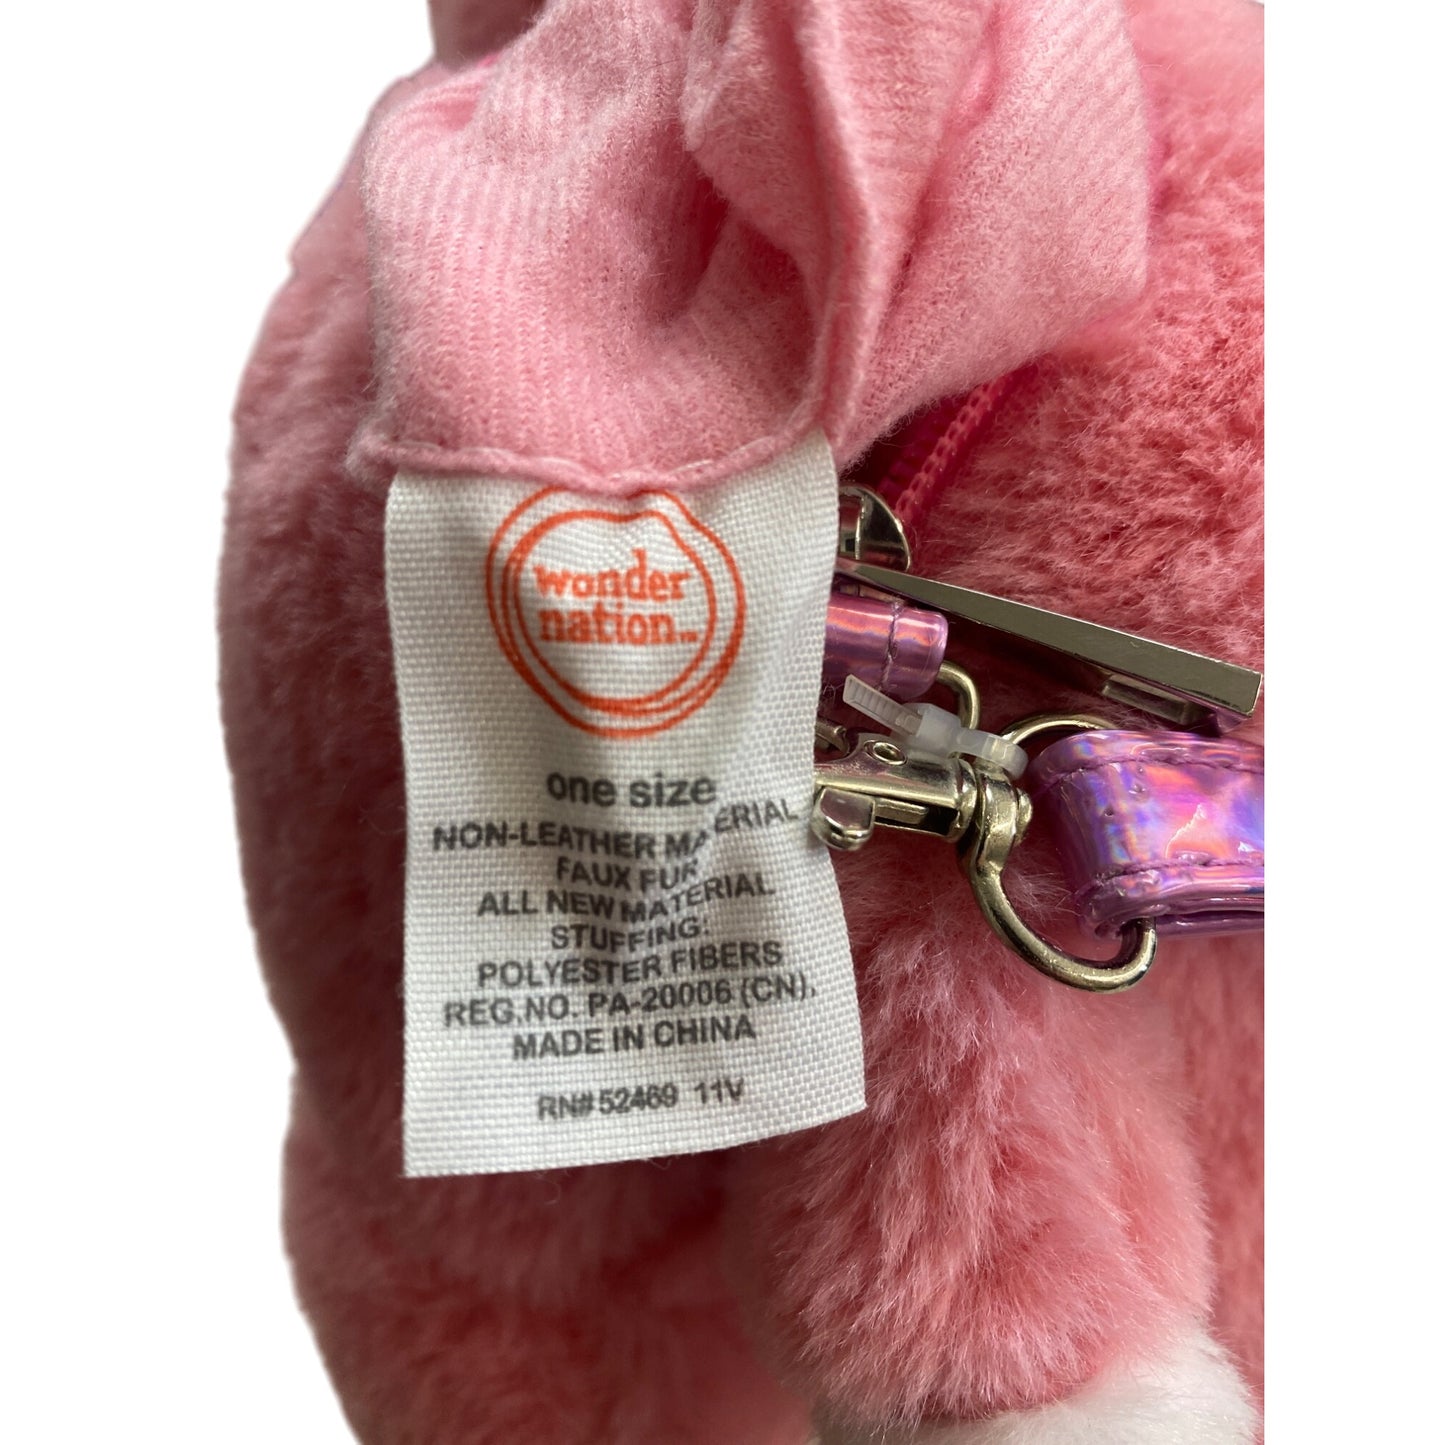 wonder
nation™
one size
NON-LEATHER MATERIAL
FAUX FUR
ALL NEW MATERIAL
STUFFING:
POLYESTER FIBERS
REG.NO. PA-20006 (CN),
MADE IN CHINA
RN# 52469 11V